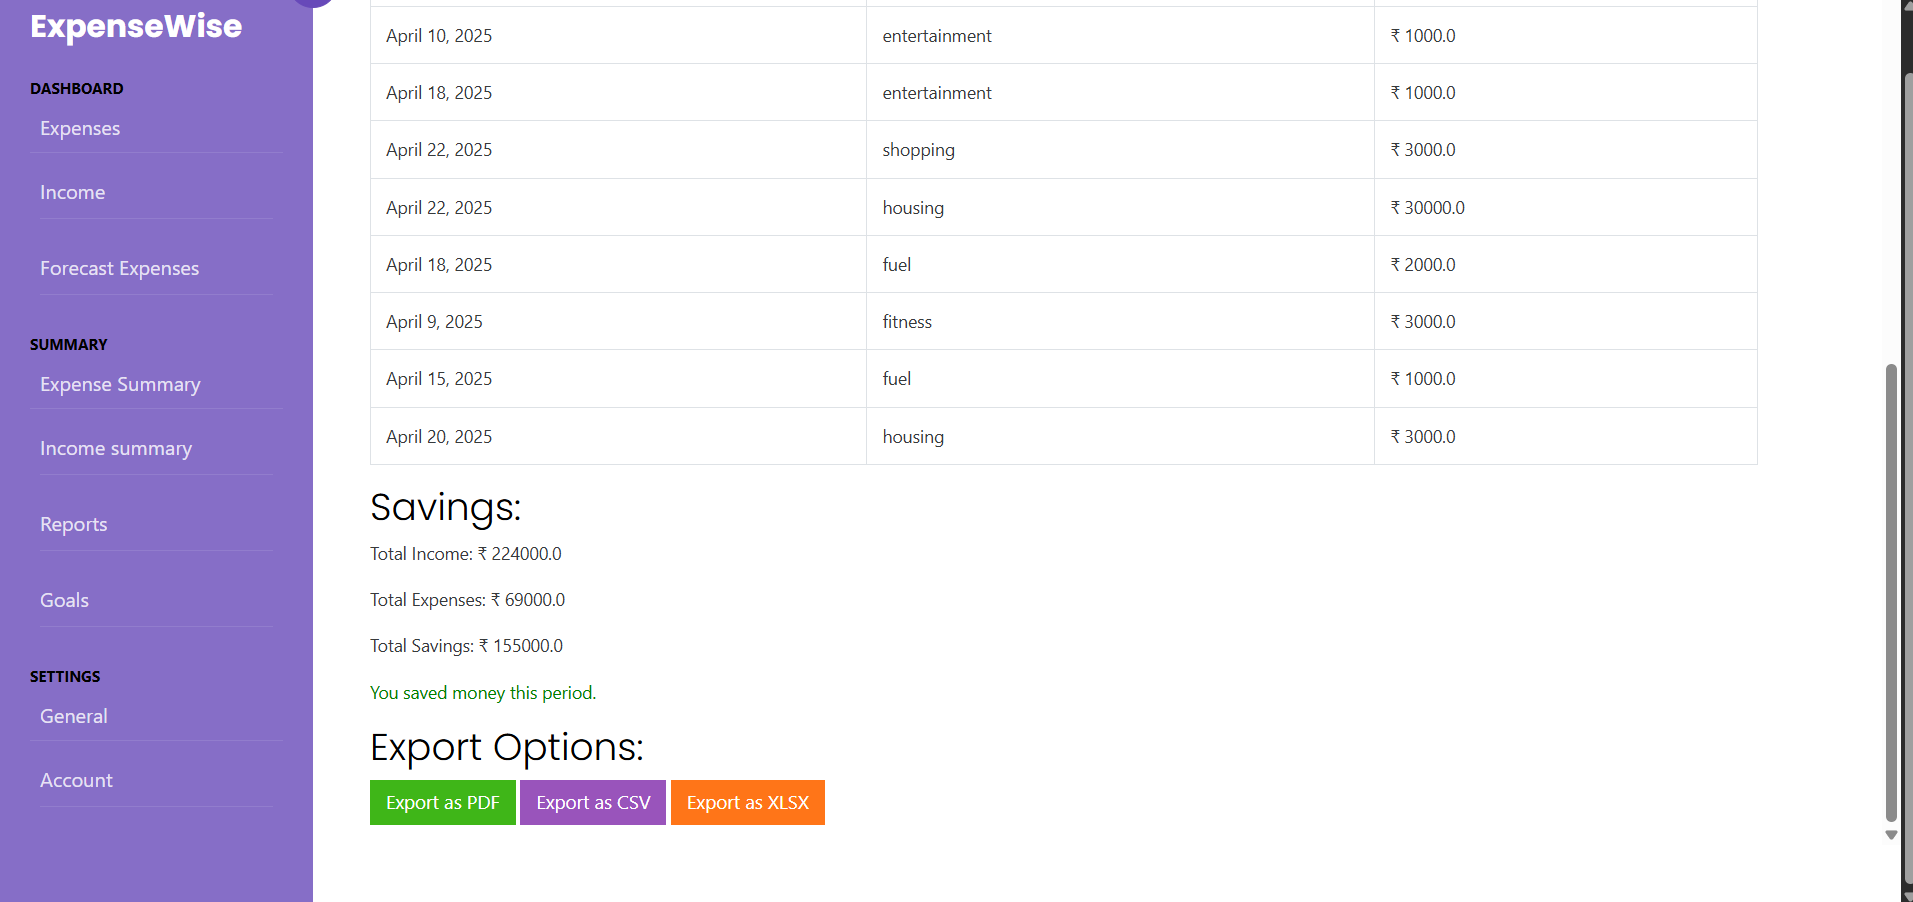 ExpenseWise
DASHBOARD
Expenses
Income
Forecast Expenses
SUMMARY
Expense Summary
Income summary
Reports
Goals
SETTINGS
General
Account
April 10, 2025 entertainment ₹ 1000.0
April 18, 2025 entertainment ₹ 1000.0
April 22, 2025 shopping ₹ 3000.0
April 22, 2025 housing ₹ 30000.0
April 18, 2025 fuel ₹ 2000.0
April 9, 2025 fitness ₹ 3000.0
April 15, 2025 fuel ₹ 1000.0
April 20, 2025 housing ₹ 3000.0
Savings:
Total Income: ₹ 224000.0
Total Expenses: ₹ 69000.0
Total Savings: ₹ 155000.0
You saved money this period.
Export Options:
Export as PDF Export as CSV Export as XLSX